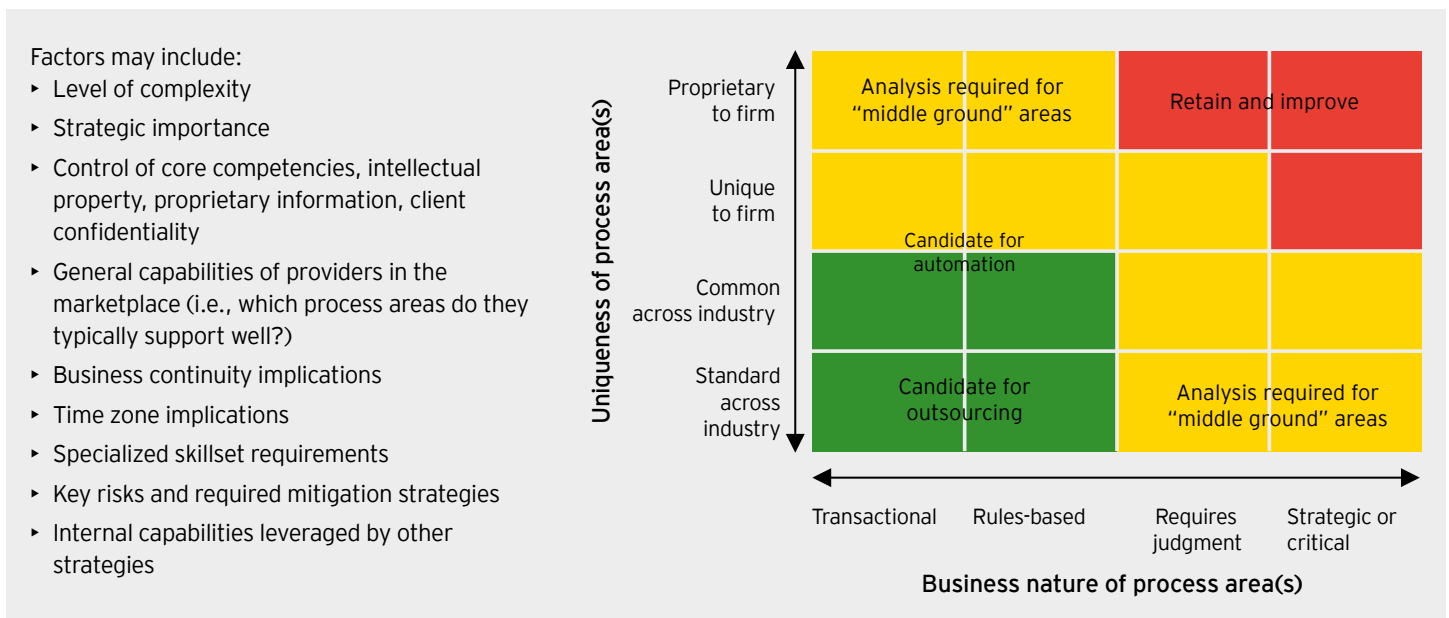 Factors may include:
‣ Level of complexity
‣ Strategic importance
‣ Control of core competencies, intellectual
property, proprietary information, client
confidentiality
‣ General capabilities of providers in the
marketplace (i.e., which process areas do they
typically support well?)
‣ Business continuity implications
‣ Time zone implications
‣ Specialized skillset requirements
‣ Key risks and required mitigation strategies
‣ Internal capabilities leveraged by other
strategies
Uniqueness of process area(s)
Proprietary
to firm
Unique
to firm
Common
across industry
Standard
across
industry
Analysis required for
“middle ground” areas
Retain and improve
Candidate for
automation
Candidate for
outsourcing
Analysis required for
“middle ground” areas
Transactional
Rules-based
Requires
judgment
Strategic or
critical
Business nature of process area(s)